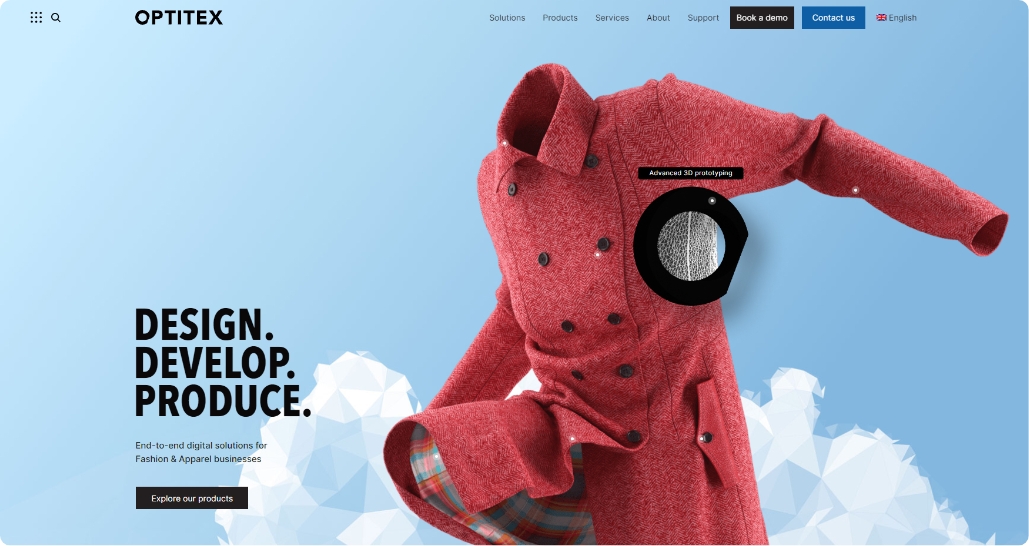 OPTITEX
Solutions Products Services About Support Book a demo Contact us English
Advanced 3D prototyping
DESIGN.
DEVELOP.
PRODUCE.
End-to-end digital solutions for
Fashion & Apparel businesses
Explore our products